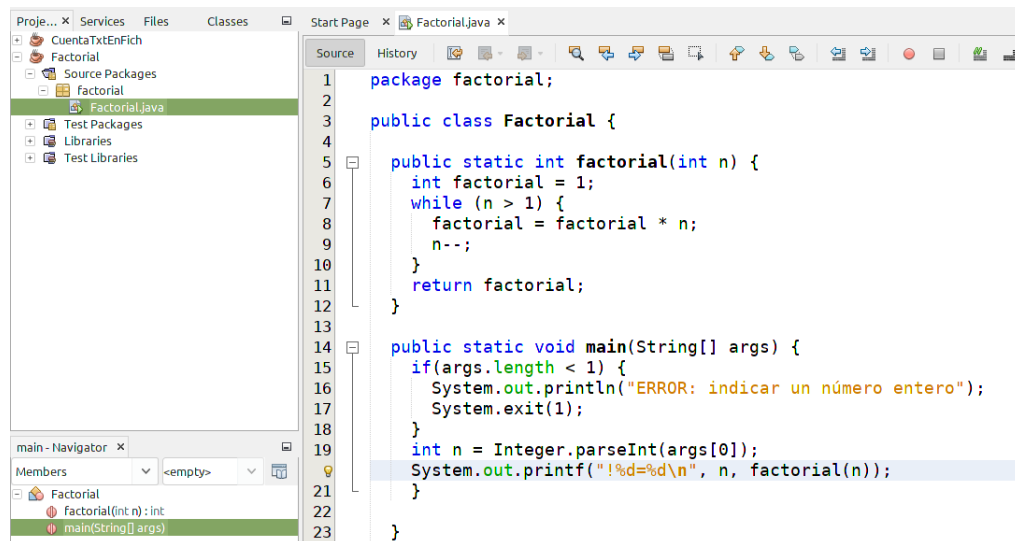 Proje... × Services Files Classes
CuentaTxtEnFich
Factorial
Source Packages
factorial
Factorial.java
Test Packages
Libraries
Test Libraries
main - Navigator ×
Members <empty>
Factorial
factorial(int n) : int
main(String[] args)
Start Page × Factorial.java ×
Source History
1 package factorial;
2
3 public class Factorial {
4
5 public static int factorial(int n) {
6 int factorial = 1;
7 while (n > 1) {
8 factorial = factorial * n;
9 n--;
10 }
11 return factorial;
12 }
13
14 public static void main(String[] args) {
15 if(args.length < 1) {
16 System.out.println("ERROR: indicar un número entero");
17 System.exit(1);
18 }
19 int n = Integer.parseInt(args[0]);
System.out.printf("!%d=%d\n", n, factorial(n));
21 }
22
23 }